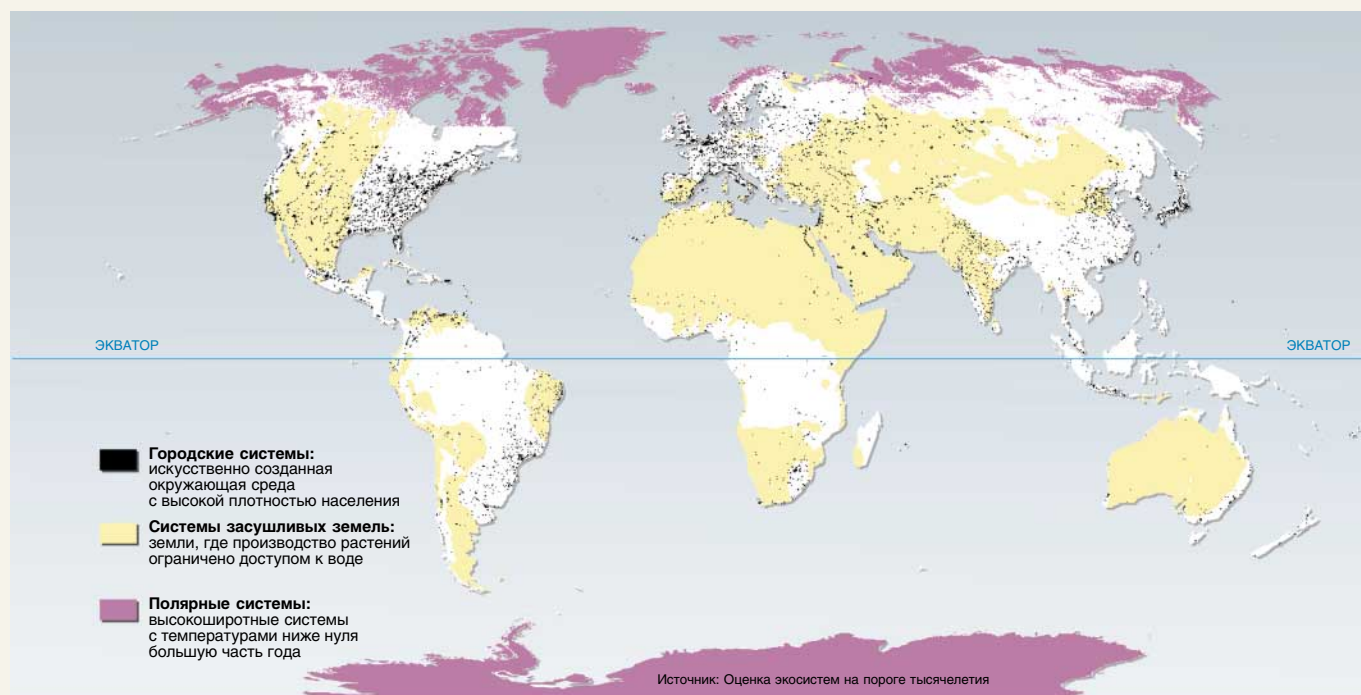 ЭКВАТОР
ЭКВАТОР
Городские системы:
искусственно созданная
окружающая среда
с высокой плотностью населения
Системы засушливых земель:
земли, где производство растений
ограничено доступом к воде
Полярные системы:
высокоширотные системы
с температурами ниже нуля
большую часть года
Источник: Оценка экосистем на пороге тысячелетия